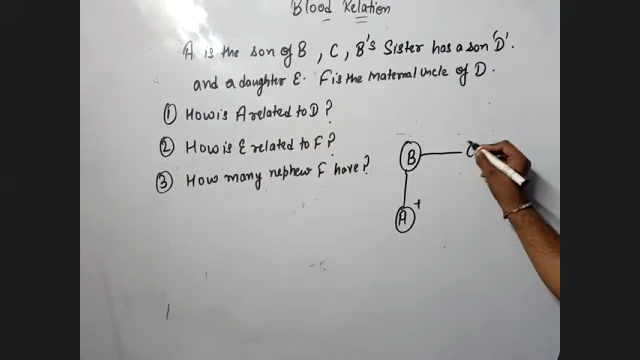 Blood Relation
A is the son of B, C, B's Sister has a son 'D'.
and a daughter E. F is the maternal uncle of D.
① How is A related to D?
② How is E related to F?
③ How many nephew F have?
B
A +